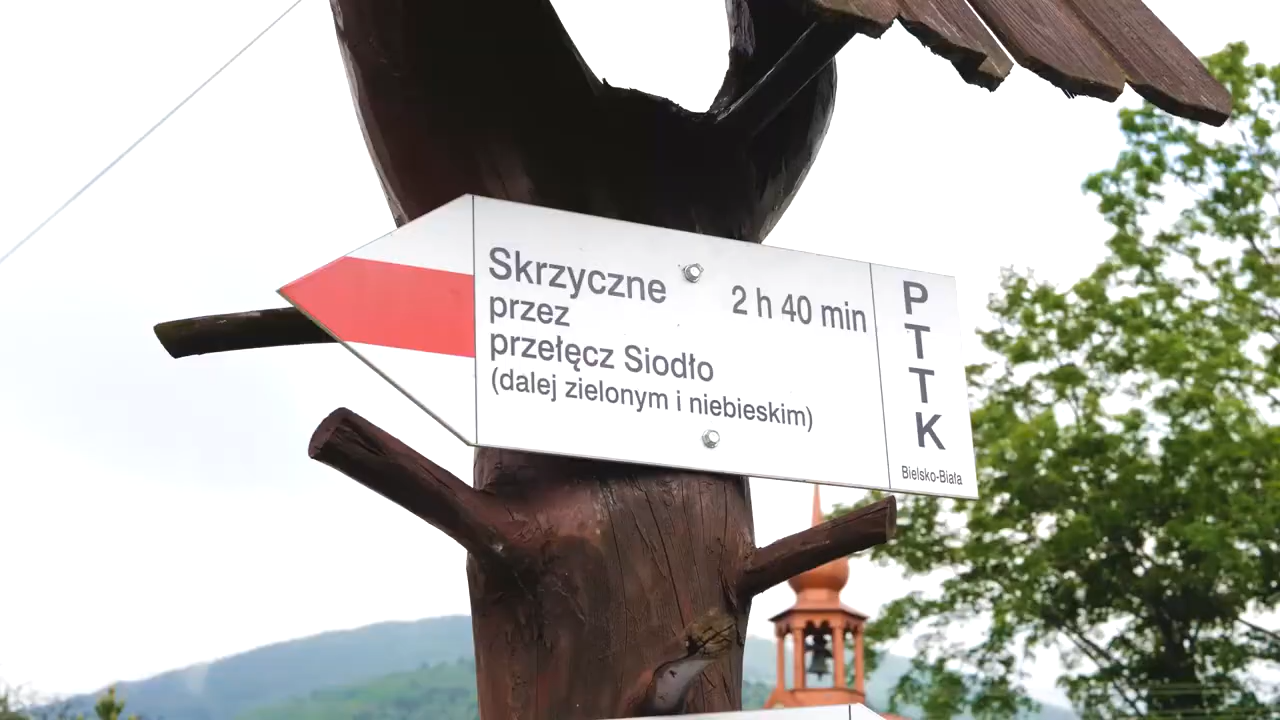 Skrzyczne 2 h 40 min
przez
przełęcz Siodło
(dalej zielonym i niebieskim)
PTTK
Bielsko-Biała